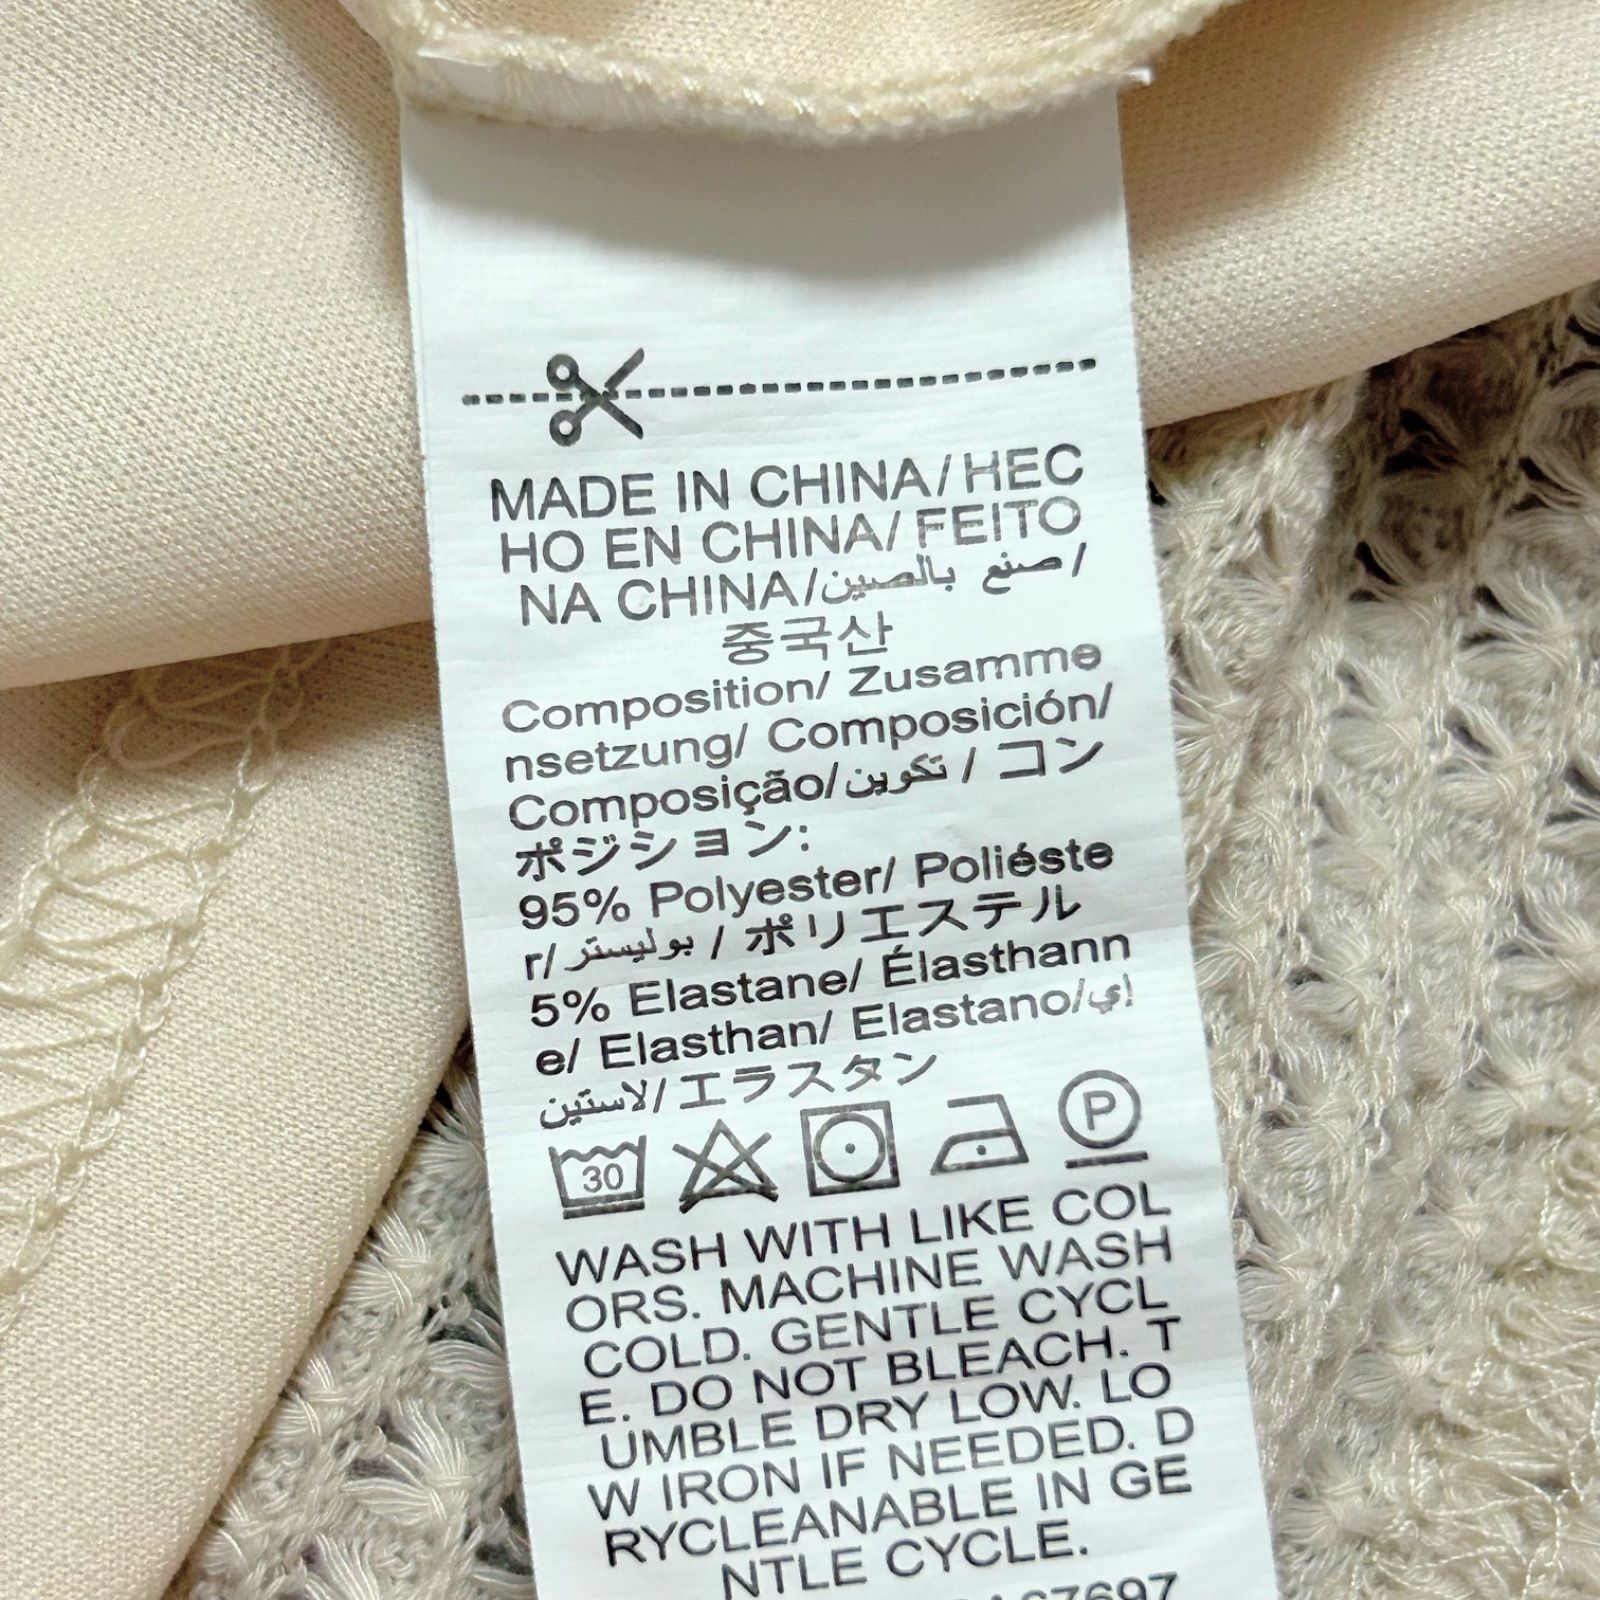 MADE IN CHINA/HEC
HO EN CHINA/FEITO
NA CHINA/صنع بالصين/
중국산
Composition/ Zusamme
nsetzung/ Composición/
Composição/تكوين / コン
ポジション:
95% Polyester/ Poliéste
r/بوليستر / ポリエステル
5% Elastane/ Élasthann
e/ Elasthan/ Elastano/إي
لاستين/エラスタン
30
P
WASH WITH LIKE COL
ORS. MACHINE WASH
COLD. GENTLE CYCL
E. DO NOT BLEACH. T
UMBLE DRY LOW. LO
W IRON IF NEEDED. D
RYCLEANABLE IN GE
NTLE CYCLE.